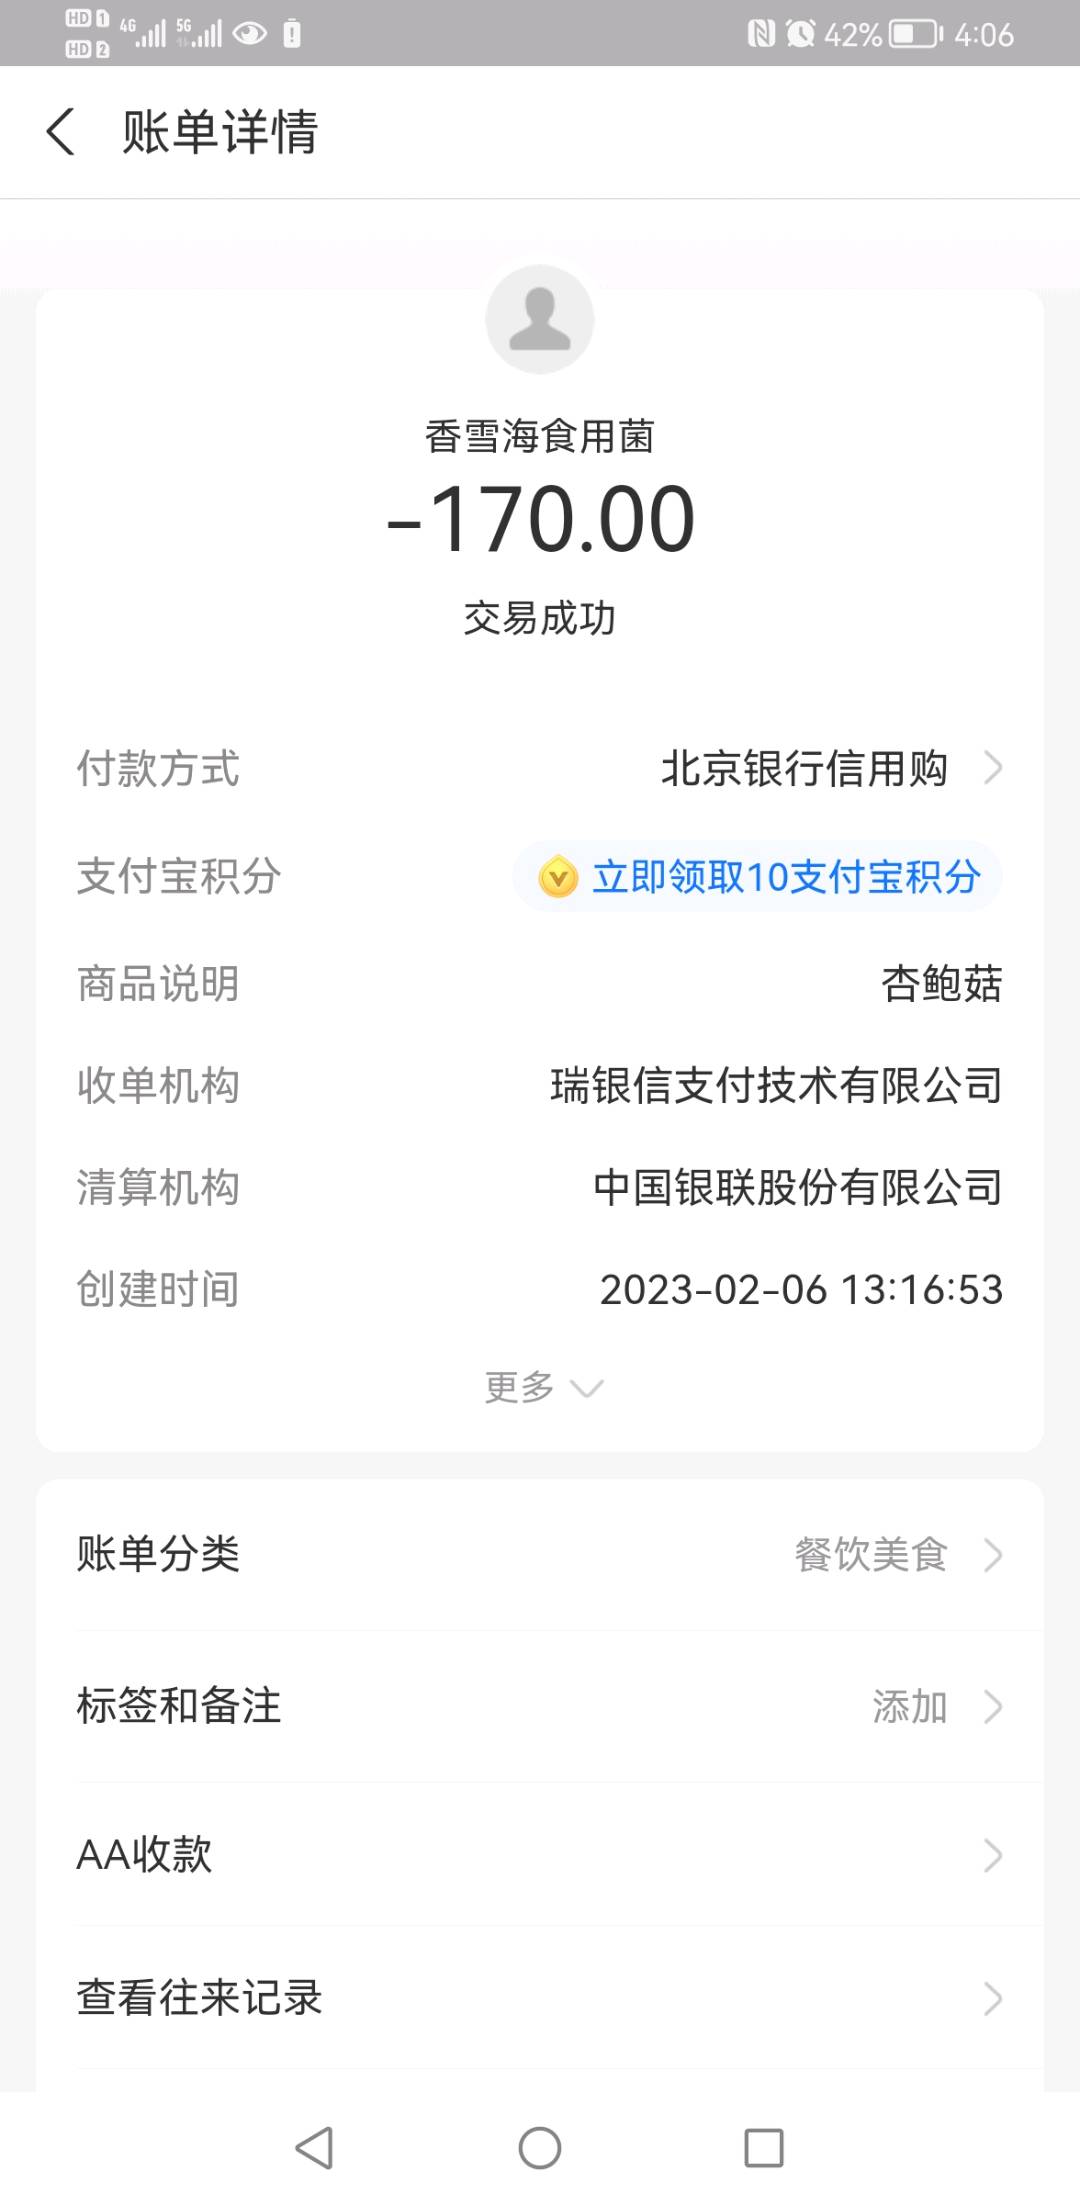 HD 1 4G 5G 42% 4:06
HD 2
账单详情
香雪海食用菌
-170.00
交易成功
付款方式 北京银行信用购
支付宝积分 立即领取10支付宝积分
商品说明 杏鲍菇
收单机构 瑞银信支付技术有限公司
清算机构 中国银联股份有限公司
创建时间 2023-02-06 13:16:53
更多
账单分类 餐饮美食
标签和备注 添加
AA收款
查看往来记录